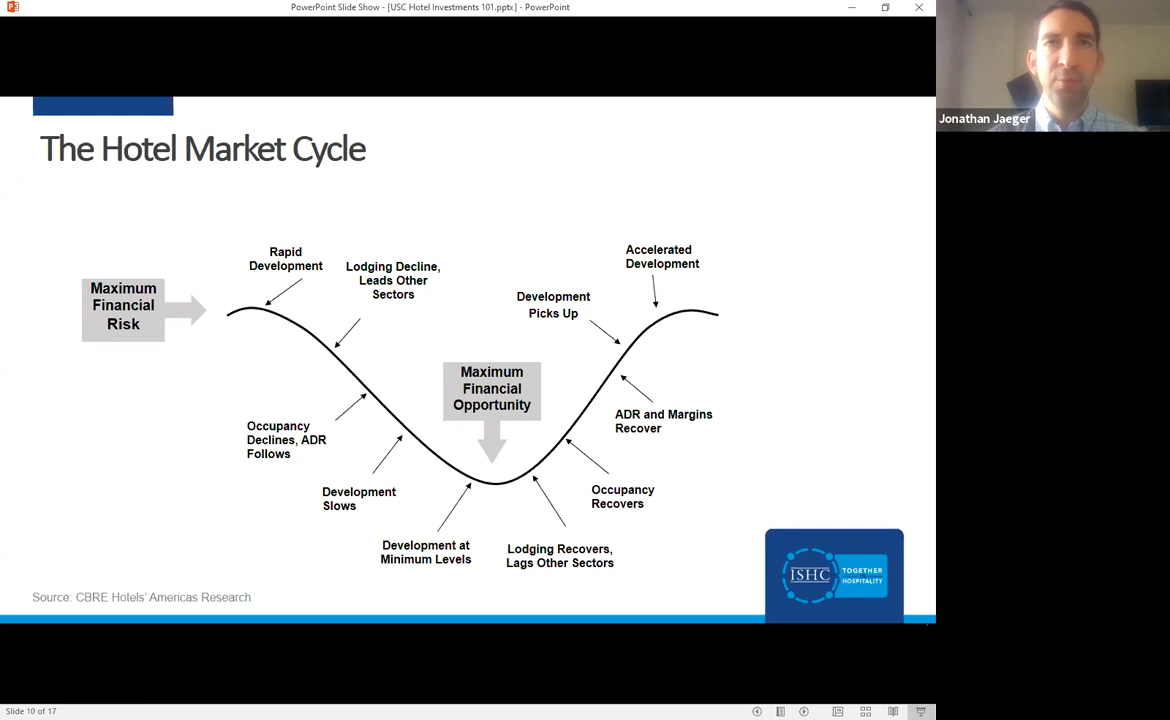 PowerPoint Slide Show - [USC Hotel Investments 101.pptx] - PowerPoint
Jonathan Jaeger
The Hotel Market Cycle
Maximum
Financial
Risk
Rapid
Development
Lodging Decline,
Leads Other
Sectors
Occupancy
Declines, ADR
Follows
Development
Slows
Development at
Minimum Levels
Maximum
Financial
Opportunity
Lodging Recovers,
Lags Other Sectors
Occupancy
Recovers
ADR and Margins
Recover
Development
Picks Up
Accelerated
Development
ISHC
TOGETHER
HOSPITALITY
Source: CBRE Hotels' Americas Research
Slide 10 of 17